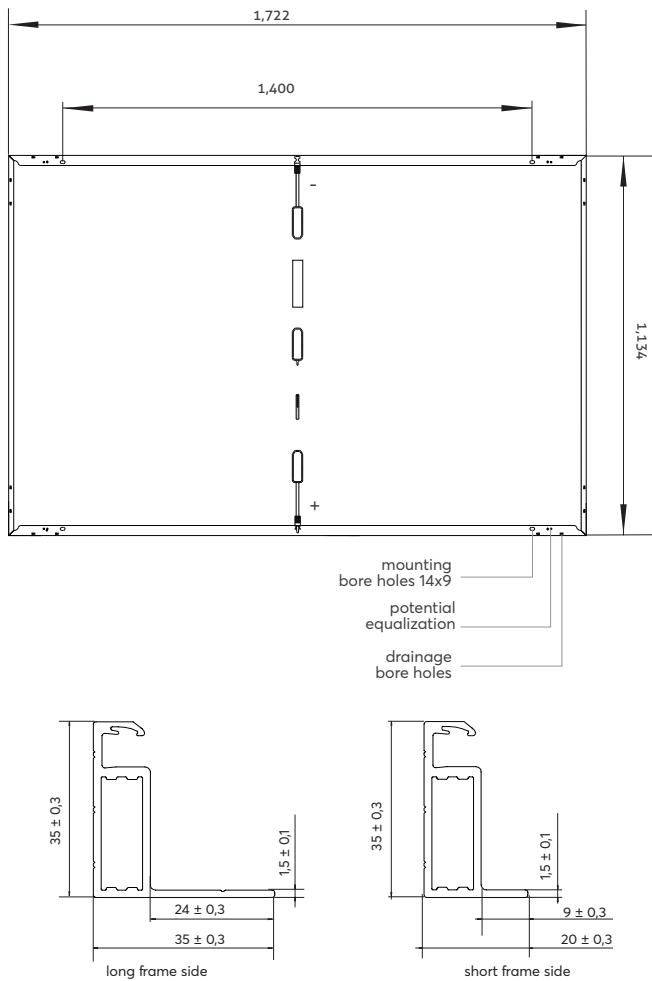 1,722
1,400
-
1,134
+
mounting
bore holes 14x9
potential
equalization
drainage
bore holes
35 ± 0,3
1,5 ± 0,1
24 ± 0,3
35 ± 0,3
long frame side
35 ± 0,3
1,5 ± 0,1
9 ± 0,3
20 ± 0,3
short frame side